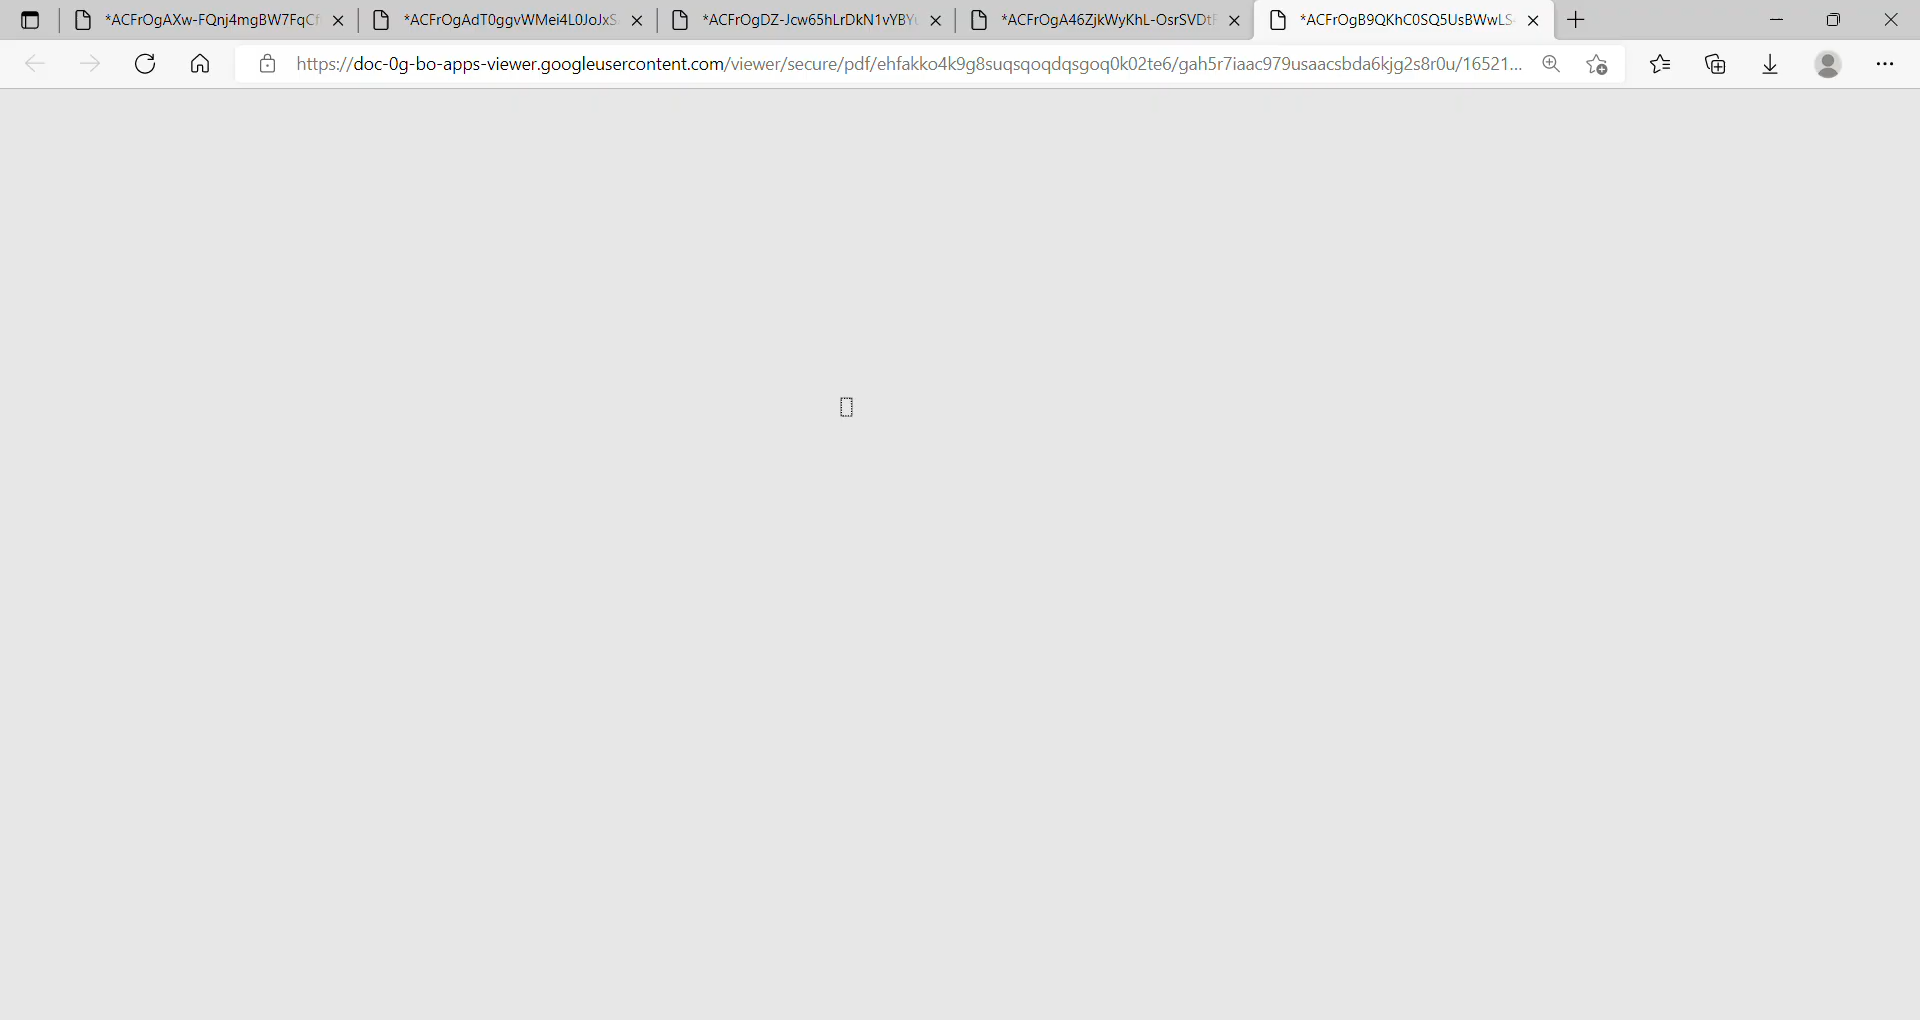 *ACFrOgAXw-FQnj4mgBW7FqCf
*ACFrOgAdT0ggvWMei4L0JoJxS
*ACFrOgDZ-Jcw65hLrDkN1vYBY
*ACFrOgA46ZjkWyKhL-OsrSVDt
*ACFrOgB9QKhC0SQ5UsBWwLS
https://doc-0g-bo-apps-viewer.googleusercontent.com/viewer/secure/pdf/ehfakko4k9g8suqsqoqdqsgoq0k02te6/gah5r7iaac979usaacsbda6kjg2s8r0u/16521...